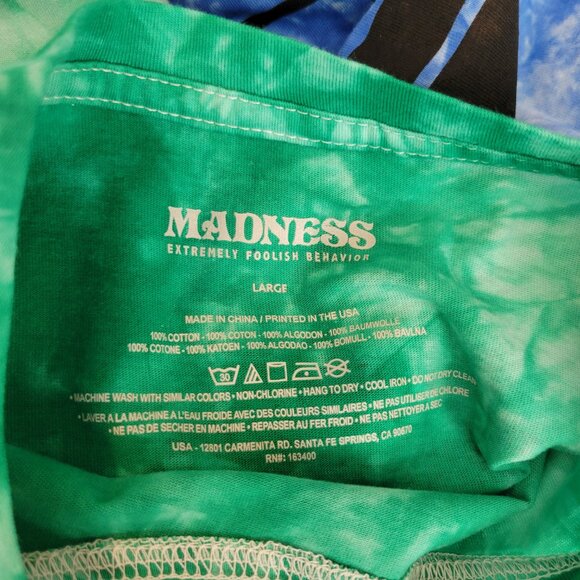 MADNESS
EXTREMELY FOOLISH BEHAVIOR
LARGE
MADE IN CHINA / PRINTED IN THE USA
100% COTTON - 100% COTON - 100% ALGODON - 100% BAUMWOLLE
100% COTONE - 100% KATOEN - 100% ALGODAO - 100% BOMULL - 100% BAVLNA
30
• MACHINE WASH WITH SIMILAR COLORS • NON-CHLORINE • HANG TO DRY • COOL IRON • DO NOT DRY CLEAN
• LAVER A LA MACHINE A L'EAU FROIDE AVEC DES COULEURS SIMILAIRES • NE PAS UTILISER DE CHLORE
• NE PAS DE SECHER EN MACHINE • REPASSER AU FER FROID • NE PAS NETTOYER A SEC
USA - 12801 CARMENITA RD. SANTA FE SPRINGS, CA 90670
RN#: 163400